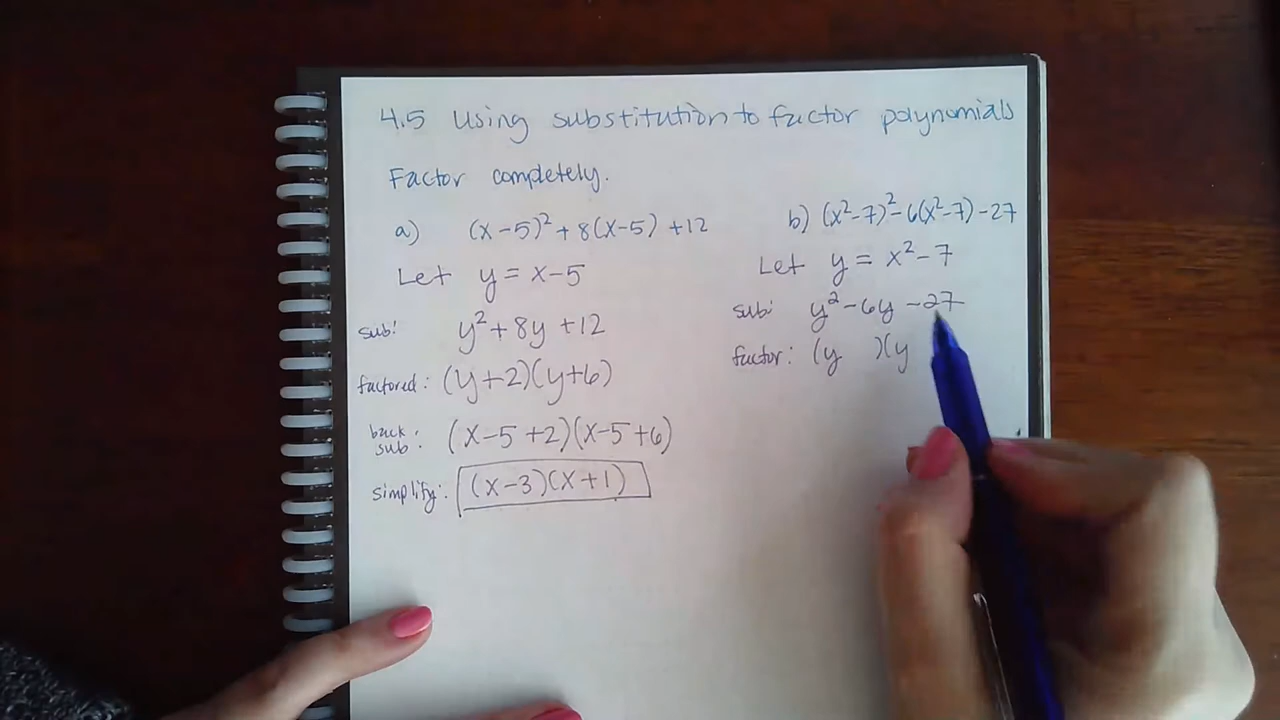 4.5 Using substitution to factor polynomials
Factor completely.
a) (x-5)² + 8(x-5) + 12
Let y = x-5
sub: y² + 8y + 12
factored: (y+2)(y+6)
back sub: (x-5+2)(x-5+6)
simplify: (x-3)(x+1)
b) (x²-7)² - 6(x²-7) - 27
Let y = x² - 7
sub: y² - 6y - 27
factor: (y )(y